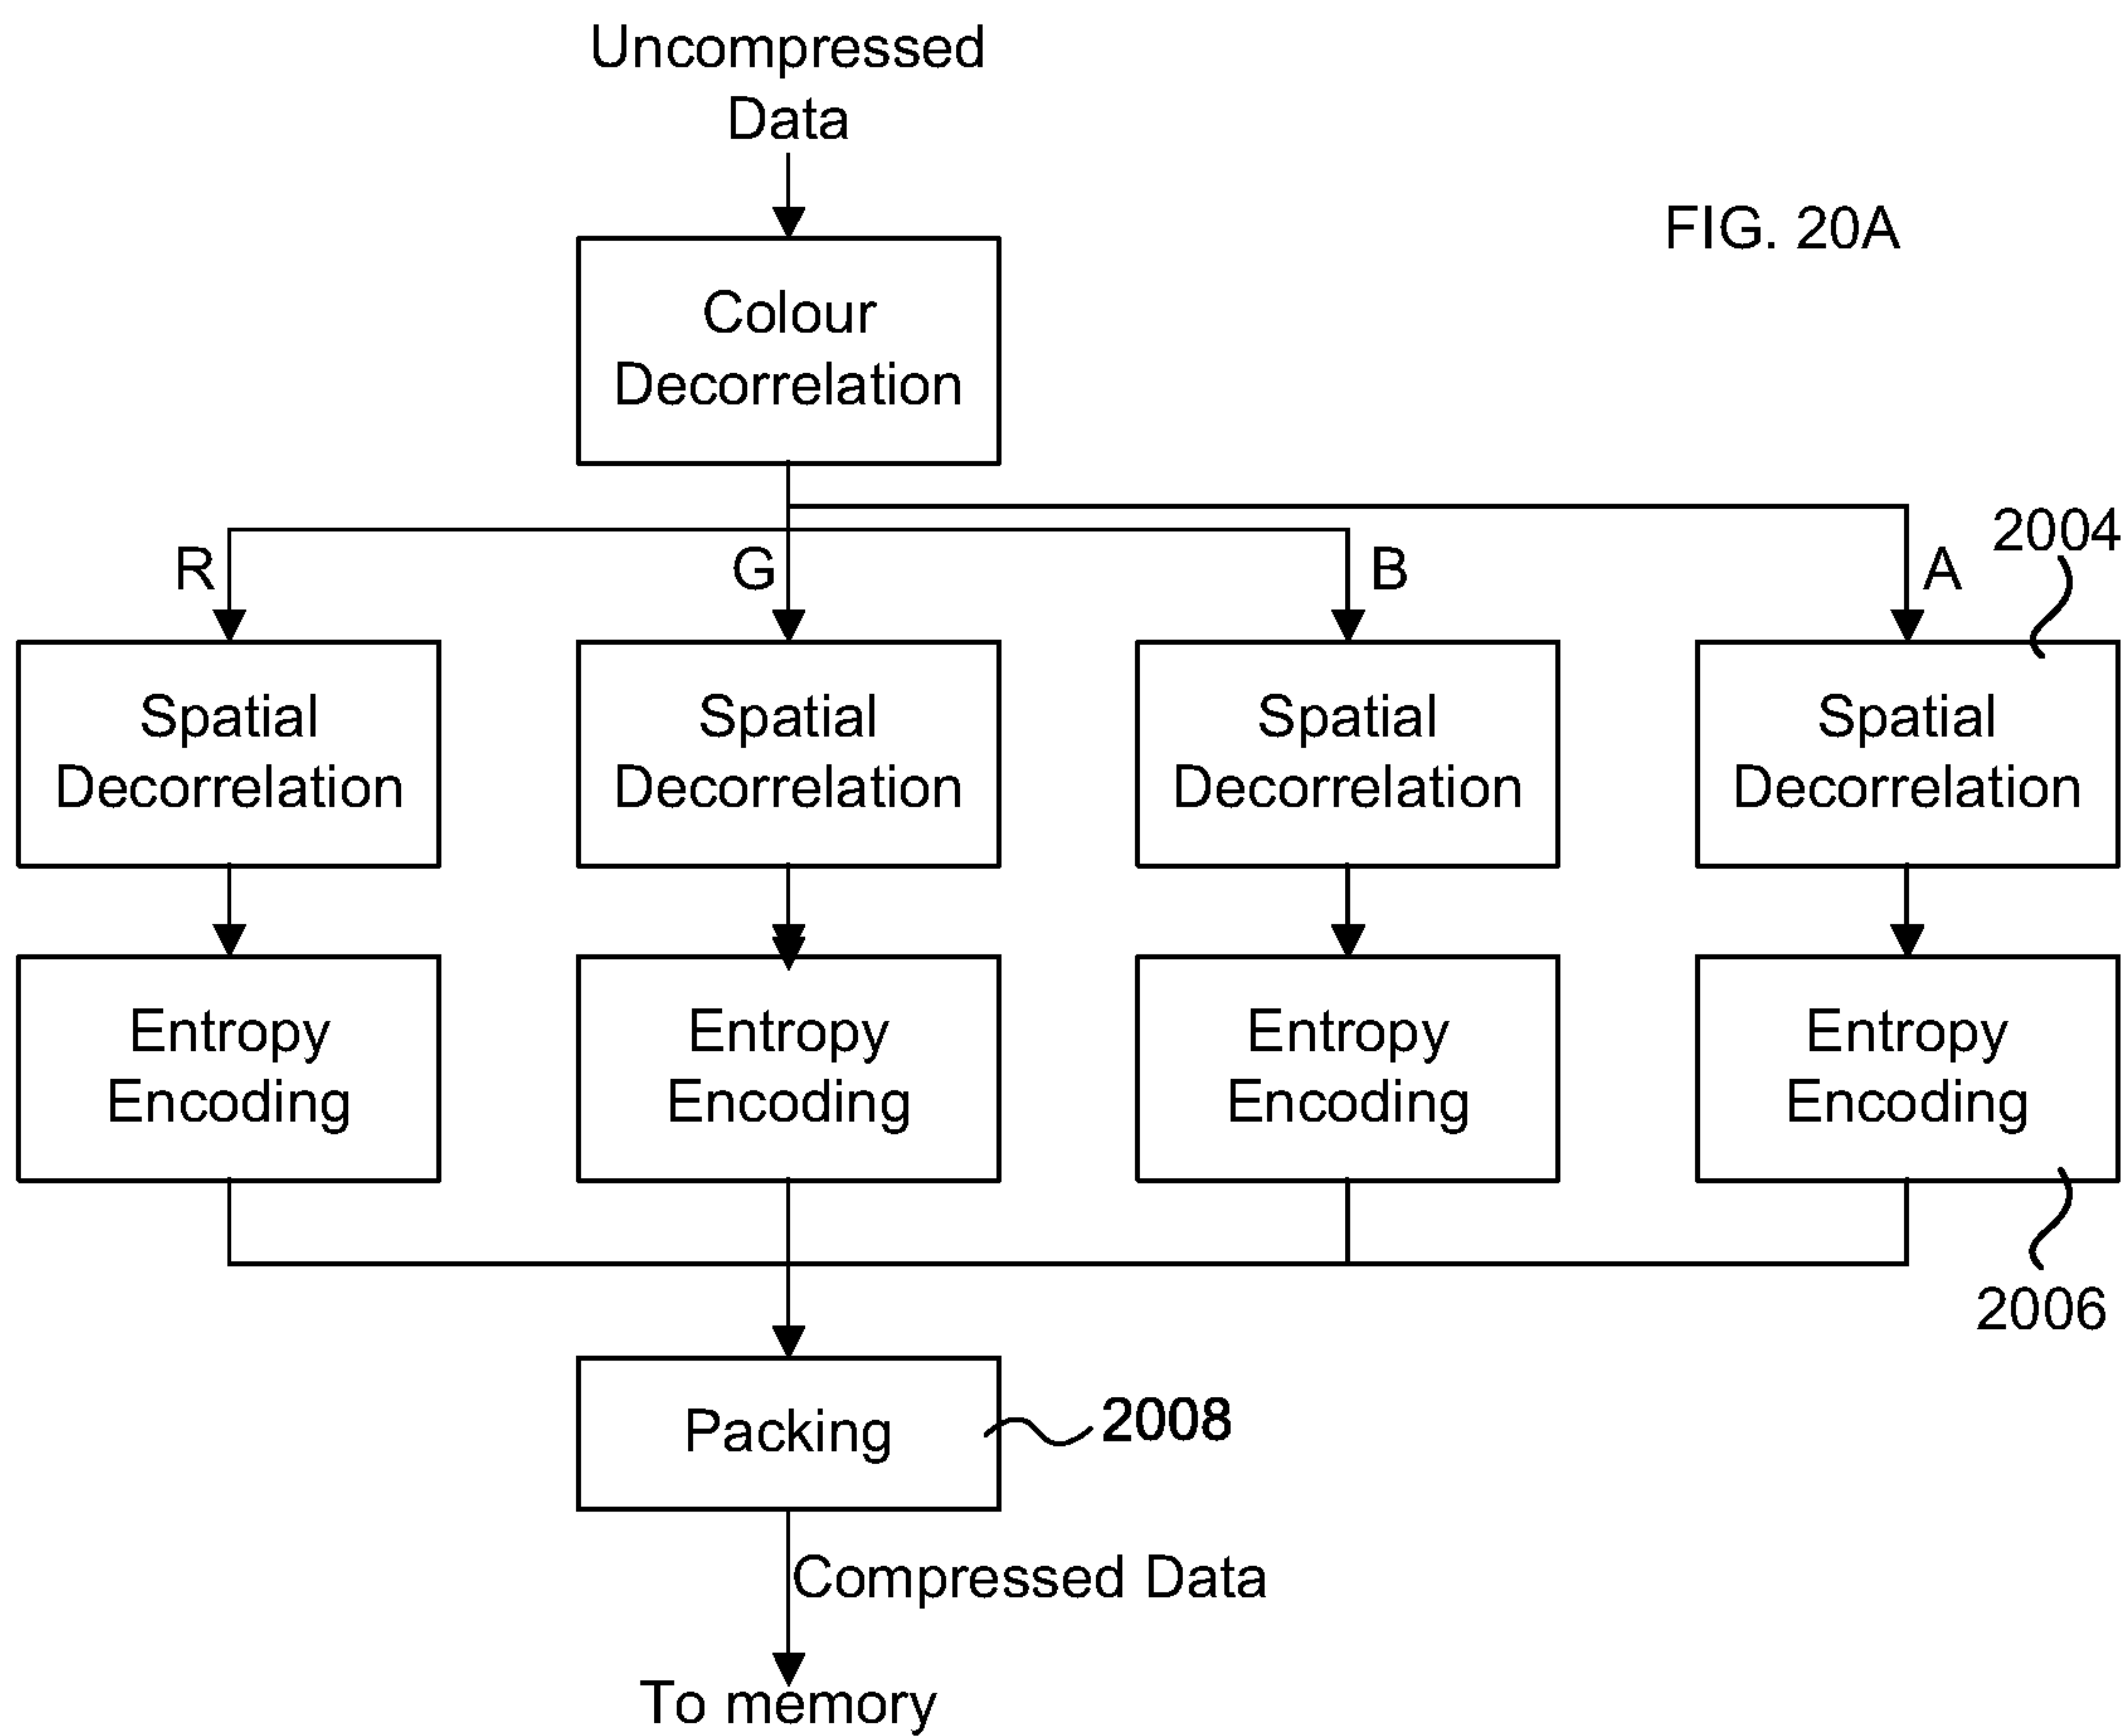 Uncompressed
Data
FIG. 20A
Colour
Decorrelation
R
G
B
A
2004
Spatial
Decorrelation
Spatial
Decorrelation
Spatial
Decorrelation
Spatial
Decorrelation
Entropy
Encoding
Entropy
Encoding
Entropy
Encoding
Entropy
Encoding
2006
Packing
2008
Compressed Data
To memory